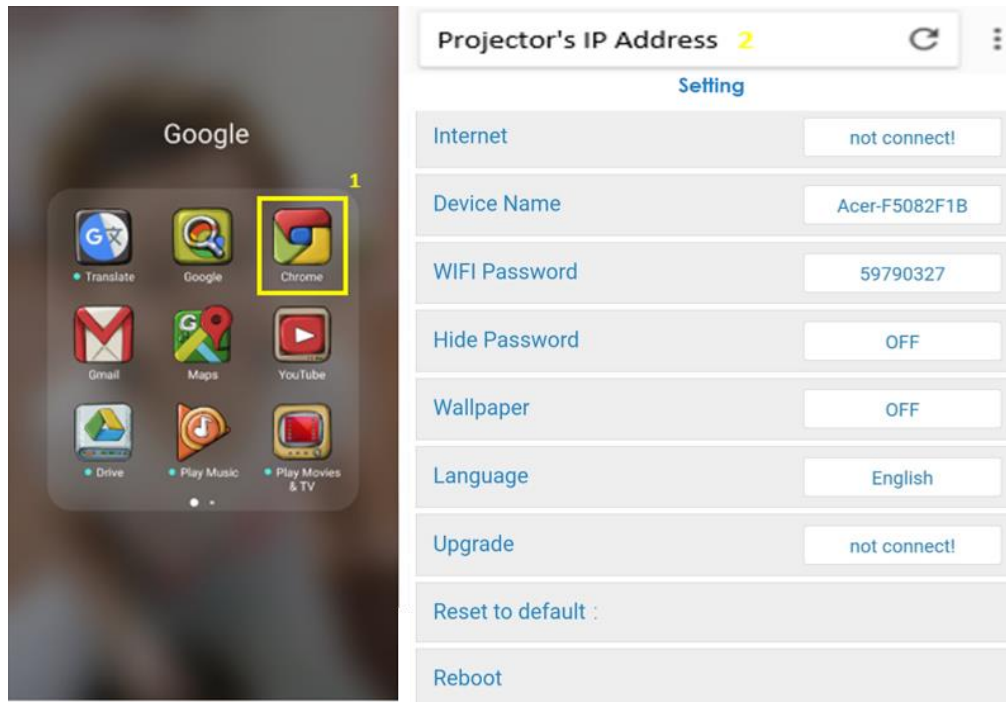 Google
1
Translate
Google
Chrome
Gmail
Maps
YouTube
Drive
Play Music
Play Movies
& TV
Projector's IP Address 2
Setting
Internet not connect!
Device Name Acer-F5082F1B
WIFI Password 59790327
Hide Password OFF
Wallpaper OFF
Language English
Upgrade not connect!
Reset to default :
Reboot